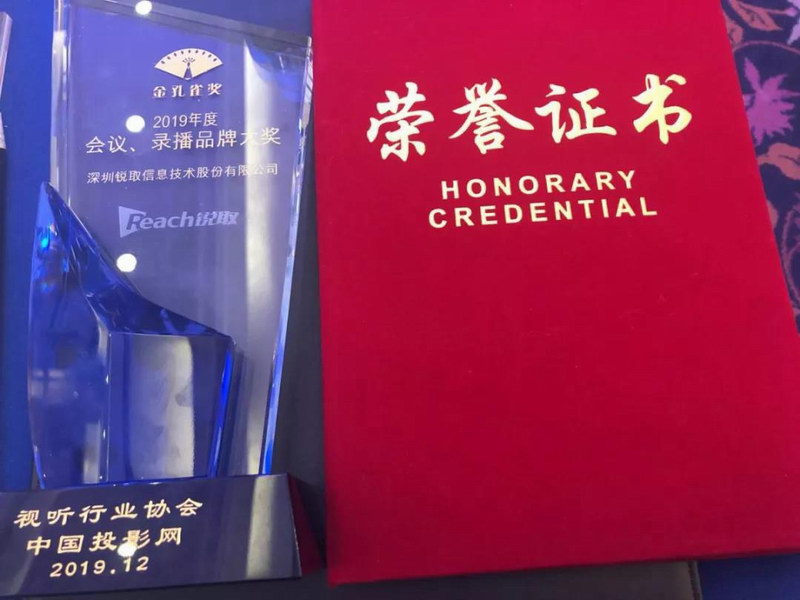 金孔雀奖
2019年度
会议、录播品牌大奖
深圳锐取信息技术股份有限公司
Reach锐取
视听行业协会
中国投影网
2019.12
荣誉证书
HONORARY
CREDENTIAL